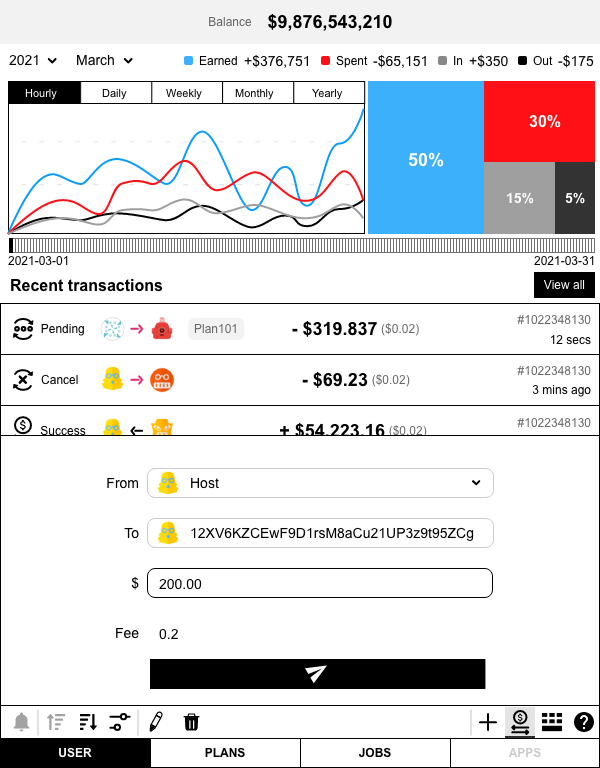 Balance $9,876,543,210
2021 March Earned +$376,751 Spent -$65,151 In +$350 Out -$175
Hourly Daily Weekly Monthly Yearly
50% 30%
15% 5%
2021-03-01 2021-03-31
Recent transactions View all
Pending Plan101 - $319.837 ($0.02) #1022348130
12 secs
Cancel - $69.23 ($0.02) #1022348130
3 mins ago
Success + $54,223.16 ($0.02) #1022348130
From Host
To 12XV6KZCEwF9D1rsM8aCu21UP3z9t95ZCg
$ 200.00
Fee 0.2
USER PLANS JOBS APPS